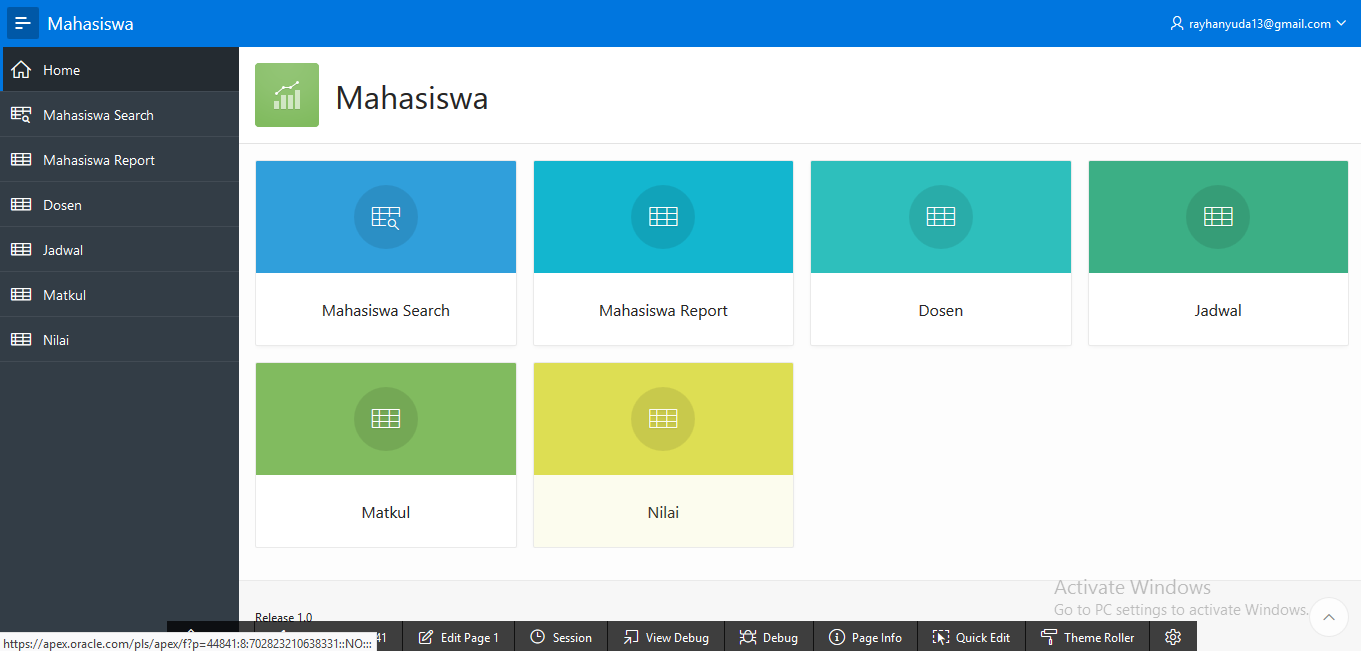 Mahasiswa
rayhanyuda13@gmail.com
Home
Mahasiswa Search
Mahasiswa Report
Dosen
Jadwal
Matkul
Nilai
Mahasiswa
Mahasiswa Search
Mahasiswa Report
Dosen
Jadwal
Matkul
Nilai
Activate Windows
Go to PC settings to activate Windows.
Release 1.0
41
Edit Page 1
Session
View Debug
Debug
Page Info
Quick Edit
Theme Roller
https://apex.oracle.com/pls/apex/f?p=44841:8:702823210638331::NO:::